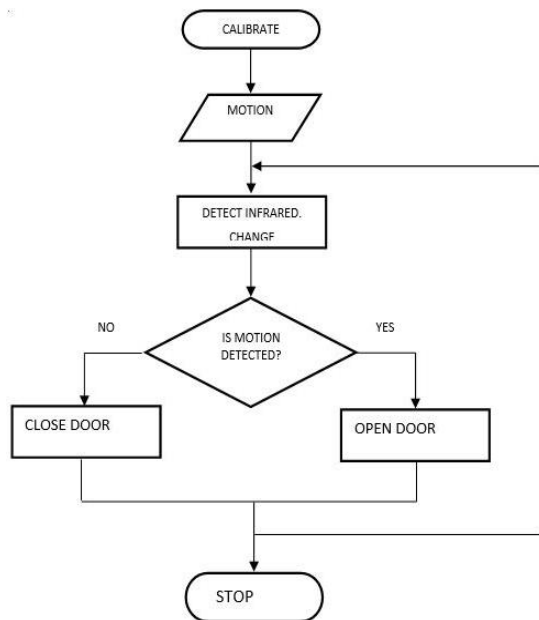 CALIBRATE
MOTION
DETECT INFRARED.
CHANGE
NO
IS MOTION
DETECTED?
YES
CLOSE DOOR
OPEN DOOR
STOP